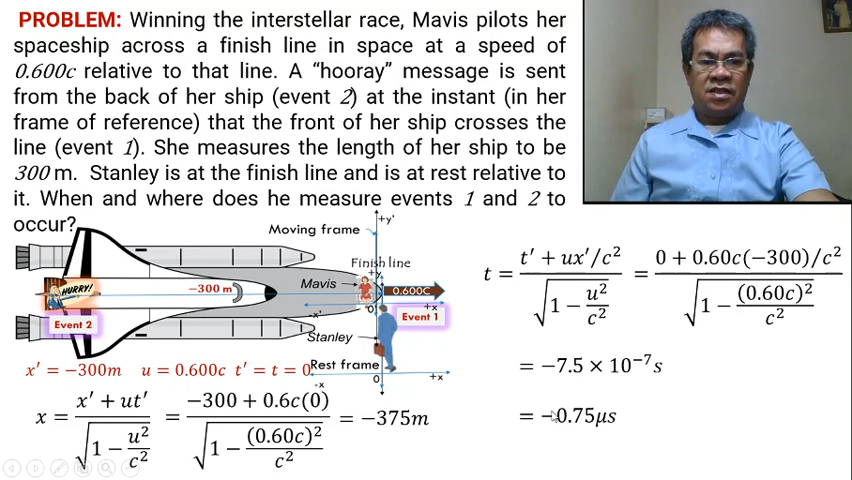 PROBLEM: Winning the interstellar race, Mavis pilots her
spaceship across a finish line in space at a speed of
0.600c relative to that line. A “hooray” message is sent
from the back of her ship (event 2) at the instant (in her
frame of reference) that the front of her ship crosses the
line (event 1). She measures the length of her ship to be
300 m. Stanley is at the finish line and is at rest relative to
it. When and where does he measure events 1 and 2 to
occur?
Moving frame
+y'
Finish line
+y
HURRY!
−300 m
Mavis
0.600C
+x
-x'
0'
Event 1
Event 2
Stanley
Rest frame
-x
0
+x
x′ = −300m u = 0.600c t′ = t = 0
x = x′ + ut′ / √(1 − u²/c²) = −300 + 0.6c(0) / √(1 − (0.60c)²/c²) = −375m
t = t′ + ux′/c² / √(1 − u²/c²) = 0 + 0.60c(−300)/c² / √(1 − (0.60c)²/c²)
= −7.5 × 10⁻⁷ s
= −0.75μs